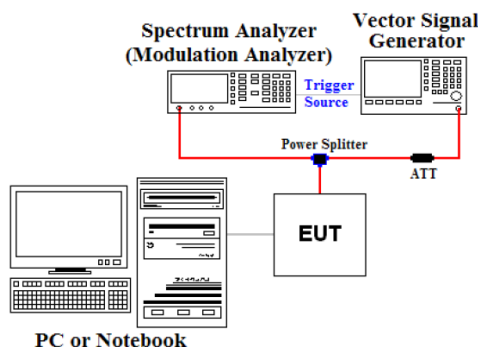 Spectrum Analyzer
(Modulation Analyzer)
Vector Signal
Generator
Trigger
Source
Power Splitter
ATT
EUT
PC or Notebook